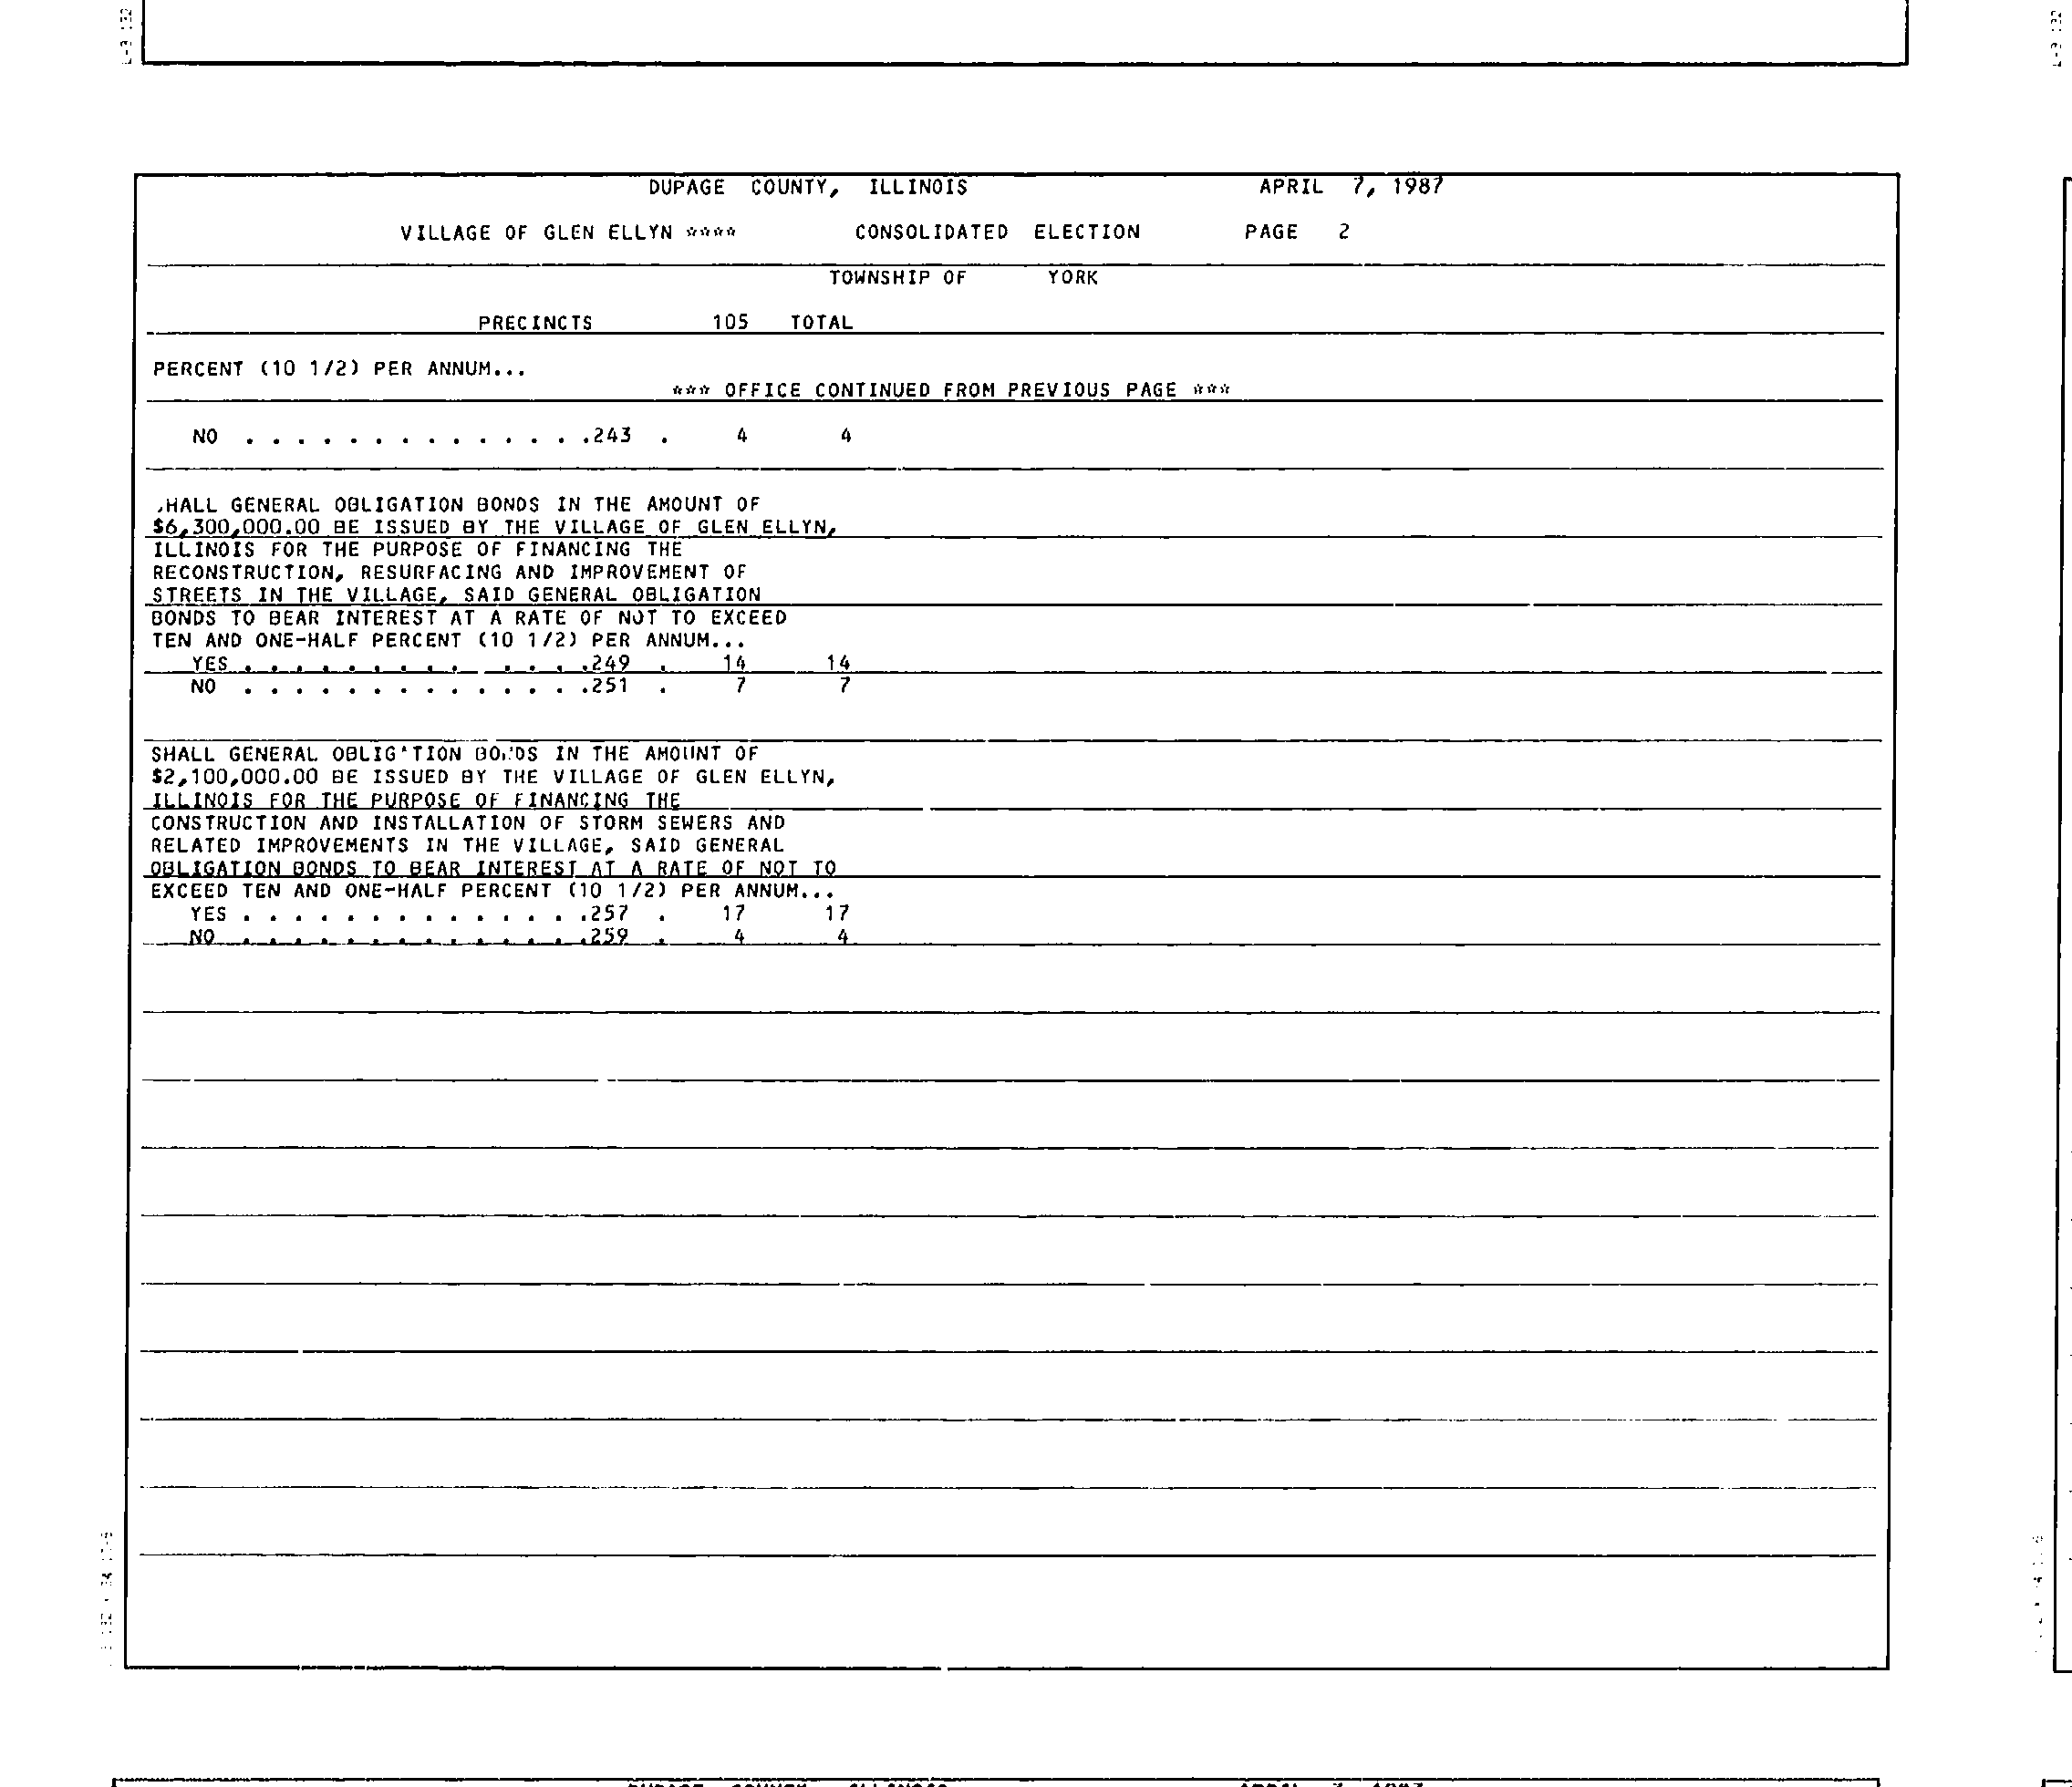 DUPAGE COUNTY, ILLINOIS APRIL 7, 1987
VILLAGE OF GLEN ELLYN **** CONSOLIDATED ELECTION PAGE 2
TOWNSHIP OF YORK
PRECINCTS 105 TOTAL
PERCENT (10 1/2) PER ANNUM...
*** OFFICE CONTINUED FROM PREVIOUS PAGE ***
NO . . . . . . . . . . . . . .243 . 4 4
.HALL GENERAL OBLIGATION BONDS IN THE AMOUNT OF
$6,300,000.00 BE ISSUED BY THE VILLAGE OF GLEN ELLYN,
ILLINOIS FOR THE PURPOSE OF FINANCING THE
RECONSTRUCTION, RESURFACING AND IMPROVEMENT OF
STREETS IN THE VILLAGE, SAID GENERAL OBLIGATION
BONDS TO BEAR INTEREST AT A RATE OF NOT TO EXCEED
TEN AND ONE-HALF PERCENT (10 1/2) PER ANNUM...
YES . . . . . . . . . . . . .249 . 14 14
NO . . . . . . . . . . . . . .251 . 7 7
SHALL GENERAL OBLIG'TION BONDS IN THE AMOUNT OF
$2,100,000.00 BE ISSUED BY THE VILLAGE OF GLEN ELLYN,
ILLINOIS FOR THE PURPOSE OF FINANCING THE
CONSTRUCTION AND INSTALLATION OF STORM SEWERS AND
RELATED IMPROVEMENTS IN THE VILLAGE, SAID GENERAL
OBLIGATION BONDS TO BEAR INTEREST AT A RATE OF NOT TO
EXCEED TEN AND ONE-HALF PERCENT (10 1/2) PER ANNUM...
YES . . . . . . . . . . . . . .257 . 17 17
NO . . . . . . . . . . . . . .259 . 4 4